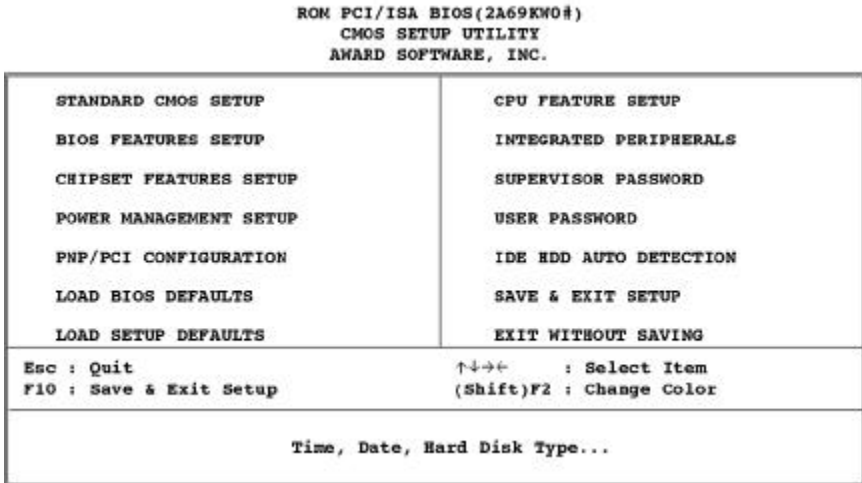 ROM PCI/ISA BIOS(2A69KW0#)
CMOS SETUP UTILITY
AWARD SOFTWARE, INC.
STANDARD CMOS SETUP
BIOS FEATURES SETUP
CHIPSET FEATURES SETUP
POWER MANAGEMENT SETUP
PNP/PCI CONFIGURATION
LOAD BIOS DEFAULTS
LOAD SETUP DEFAULTS
CPU FEATURE SETUP
INTEGRATED PERIPHERALS
SUPERVISOR PASSWORD
USER PASSWORD
IDE HDD AUTO DETECTION
SAVE & EXIT SETUP
EXIT WITHOUT SAVING
Esc : Quit
F10 : Save & Exit Setup
↑↓→← : Select Item
(Shift)F2 : Change Color
Time, Date, Hard Disk Type...